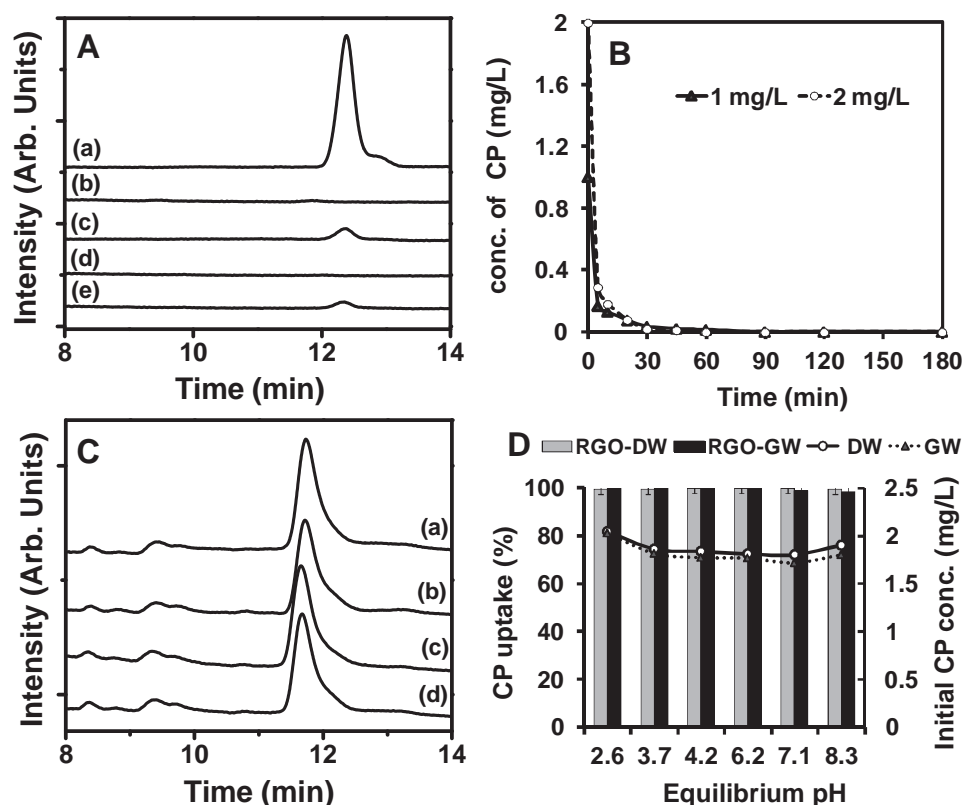 A
Intensity (Arb. Units)
(a)
(b)
(c)
(d)
(e)
8 10 12 14
Time (min)
B
conc. of CP (mg/L)
2
1.6
1.2
0.8
0.4
0
1 mg/L 2 mg/L
0 30 60 90 120 150 180
Time (min)
C
Intensity (Arb. Units)
(a)
(b)
(c)
(d)
8 10 12 14
Time (min)
D
RGO-DW RGO-GW DW GW
CP uptake (%)
100
80
60
40
20
0
2.5
2
1.5
1
0.5
0
Initial CP conc. (mg/L)
2.6 3.7 4.2 6.2 7.1 8.3
Equilibrium pH